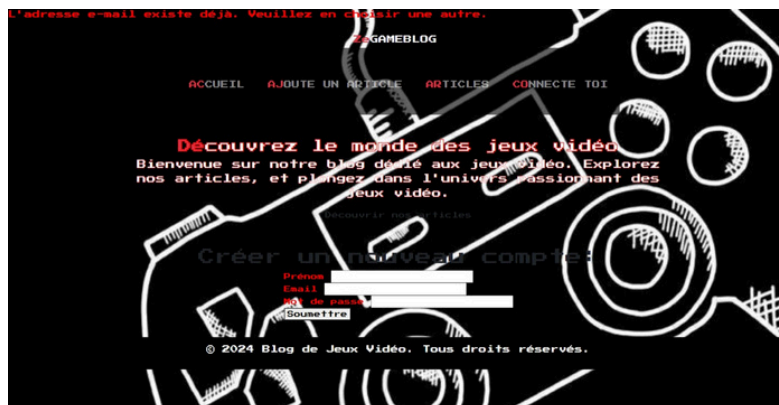 L'adresse e-mail existe déjà. Veuillez en choisir une autre.
ZsGAMEBLOG
ACCUEIL AJOUTE UN ARTICLE ARTICLES CONNECTE TOI
Découvrez le monde des jeux vidéo
Bienvenue sur notre blog dédié aux jeux vidéo. Explorez
nos articles, et plongez dans l'univers passionnant des
jeux vidéo.
Découvrir nos articles
Créer un nouveau compte:
Prénom
Email
Mot de passe
Soumettre
© 2024 Blog de Jeux Vidéo. Tous droits réservés.